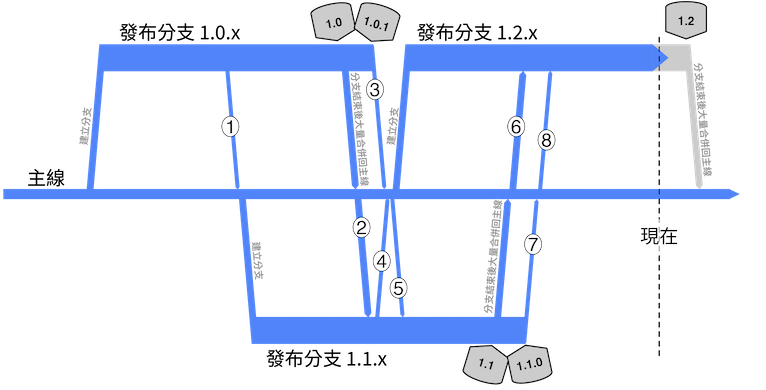 發布分支 1.0.x
1.0
1.0.1
發布分支 1.2.x
1.2
建立分支
①
分支結束後大量合併回主線
③
建立分支
⑥
⑧
分支結束後大量合併回主線
主線
建立分支
②
④
⑤
分支結束後大量合併回主線
⑦
現在
發布分支 1.1.x
1.1
1.1.0